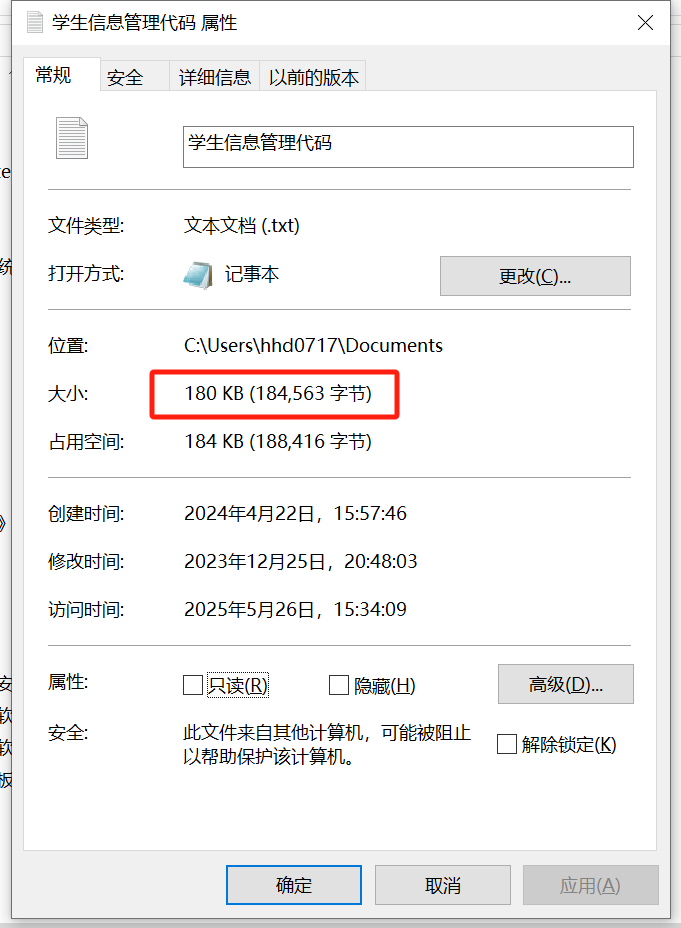 学生信息管理代码 属性
常规 安全 详细信息 以前的版本
学生信息管理代码
文件类型: 文本文档 (.txt)
打开方式: 记事本 更改(C)...
位置: C:\Users\hhd0717\Documents
大小: 180 KB (184,563 字节)
占用空间: 184 KB (188,416 字节)
创建时间: 2024年4月22日，15:57:46
修改时间: 2023年12月25日，20:48:03
访问时间: 2025年5月26日，15:34:09
属性: 只读(R) 隐藏(H) 高级(D)...
安全: 此文件来自其他计算机，可能被阻止
以帮助保护该计算机。 解除锁定(K)
确定 取消 应用(A)